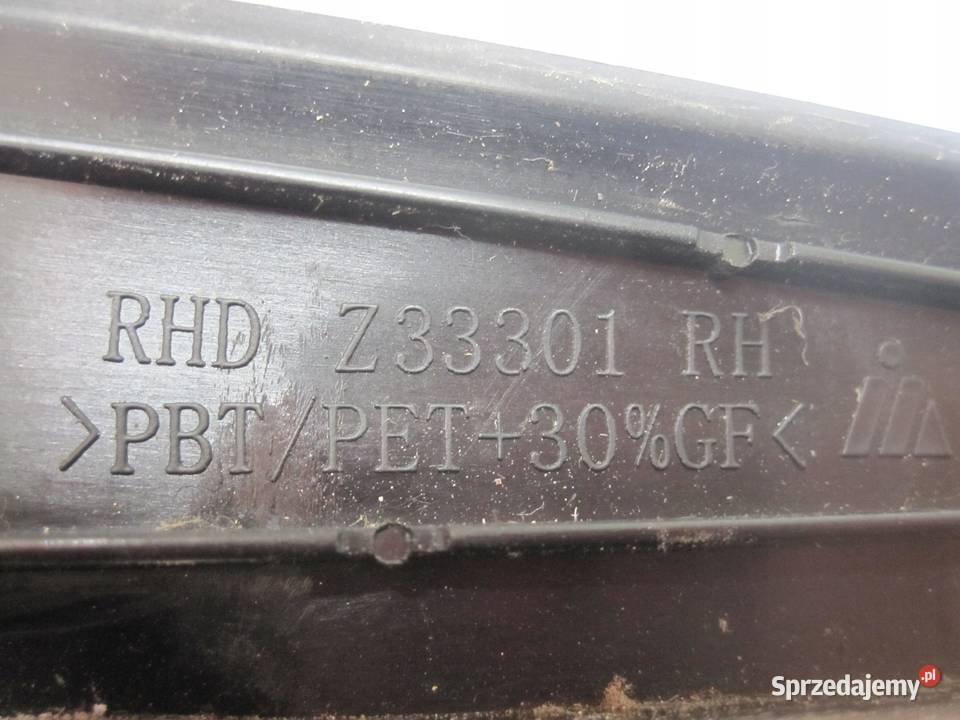 RHD Z33301 RH
>PBT/PET+30%GF<
Sprzedajemy.pl